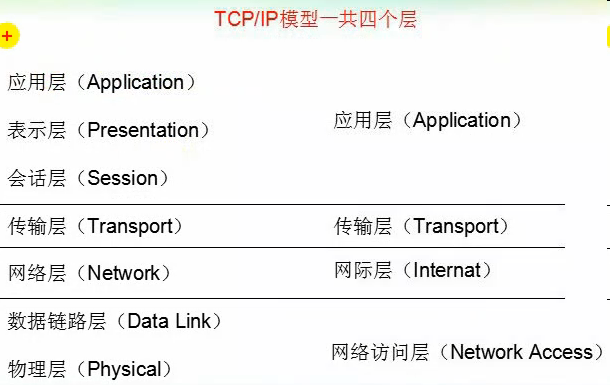 TCP/IP模型一共四个层
+
应用层（Application）
表示层（Presentation）
应用层（Application）
会话层（Session）
传输层（Transport）
传输层（Transport）
网络层（Network）
网际层（Internat）
数据链路层（Data Link）
网络访问层（Network Access）
物理层（Physical）